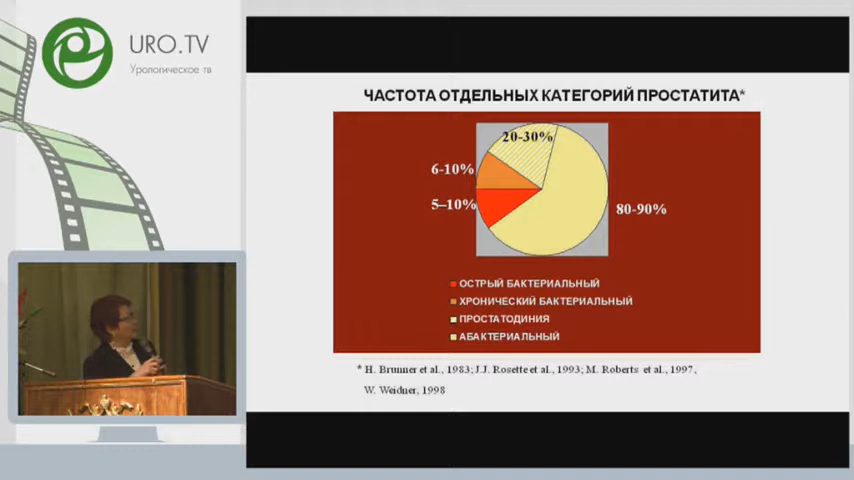 URO.TV
Урологическое тв
ЧАСТОТА ОТДЕЛЬНЫХ КАТЕГОРИЙ ПРОСТАТИТА*
20-30%
6-10%
5–10%
80-90%
ОСТРЫЙ БАКТЕРИАЛЬНЫЙ
ХРОНИЧЕСКИЙ БАКТЕРИАЛЬНЫЙ
ПРОСТАТОДИНИЯ
АБАКТЕРИАЛЬНЫЙ
* H. Brunner et al., 1983; J.J. Rosette et al., 1993; M. Roberts et al., 1997,
W. Weidner, 1998